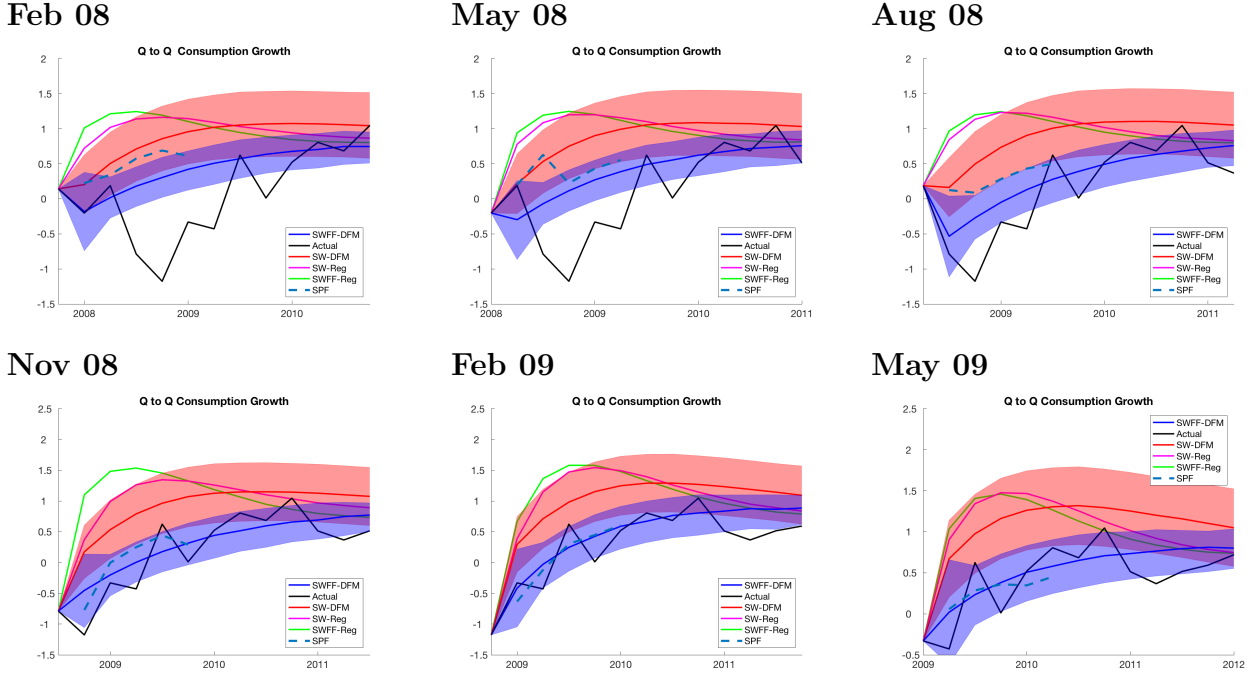 Feb 08
Q to Q Consumption Growth
2
1.5
1
0.5
0
-0.5
-1
-1.5
2008
2009
2010
SWFF-DFM
Actual
SW-DFM
SW-Reg
SWFF-Reg
SPF
May 08
Q to Q Consumption Growth
2
1.5
1
0.5
0
-0.5
-1
-1.5
2008
2009
2010
2011
SWFF-DFM
Actual
SW-DFM
SW-Reg
SWFF-Reg
SPF
Aug 08
Q to Q Consumption Growth
2
1.5
1
0.5
0
-0.5
-1
-1.5
2009
2010
2011
SWFF-DFM
Actual
SW-DFM
SW-Reg
SWFF-Reg
SPF
Nov 08
Q to Q Consumption Growth
2.5
2
1.5
1
0.5
0
-0.5
-1
-1.5
2009
2010
2011
SWFF-DFM
Actual
SW-DFM
SW-Reg
SWFF-Reg
SPF
Feb 09
Q to Q Consumption Growth
2.5
2
1.5
1
0.5
0
-0.5
-1
-1.5
2009
2010
2011
SWFF-DFM
Actual
SW-DFM
SW-Reg
SWFF-Reg
SPF
May 09
Q to Q Consumption Growth
2.5
2
1.5
1
0.5
0
-0.5
2009
2010
2011
2012
SWFF-DFM
Actual
SW-DFM
SW-Reg
SWFF-Reg
SPF